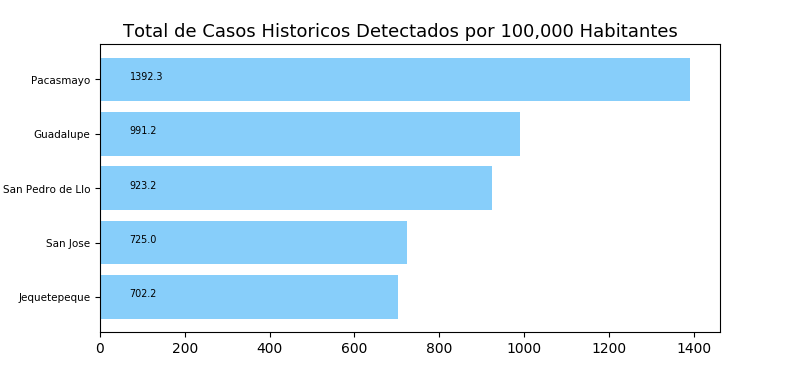 Total de Casos Historicos Detectados por 100,000 Habitantes
Pacasmayo 1392.3
Guadalupe 991.2
San Pedro de Llo 923.2
San Jose 725.0
Jequetepeque 702.2
0 200 400 600 800 1000 1200 1400